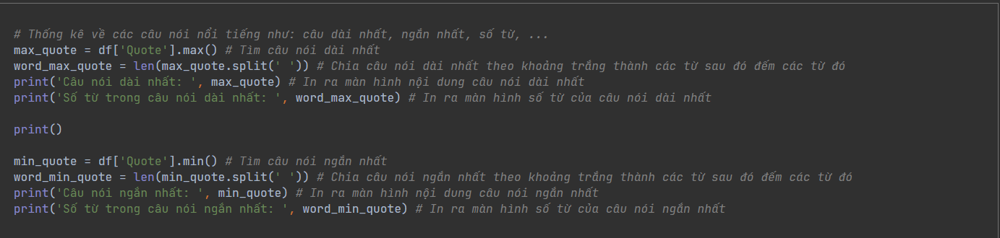 # Thống kê về các câu nói nổi tiếng như: câu dài nhất, ngắn nhất, số từ, ...
max_quote = df['Quote'].max() # Tìm câu nói dài nhất
word_max_quote = len(max_quote.split(' ')) # Chia câu nói dài nhất theo khoảng trắng thành các từ sau đó đếm các từ đó
print('Câu nói dài nhất: ', max_quote) # In ra màn hình nội dung câu nói dài nhất
print('Số từ trong câu nói dài nhất: ', word_max_quote) # In ra màn hình số từ của câu nói dài nhất
print()
min_quote = df['Quote'].min() # Tìm câu nói ngắn nhất
word_min_quote = len(min_quote.split(' ')) # Chia câu nói ngắn nhất theo khoảng trắng thành các từ sau đó đếm các từ đó
print('Câu nói ngắn nhất: ', min_quote) # In ra màn hình nội dung câu nói ngắn nhất
print('Số từ trong câu nói ngắn nhất: ', word_min_quote) # In ra màn hình số từ của câu nói ngắn nhất